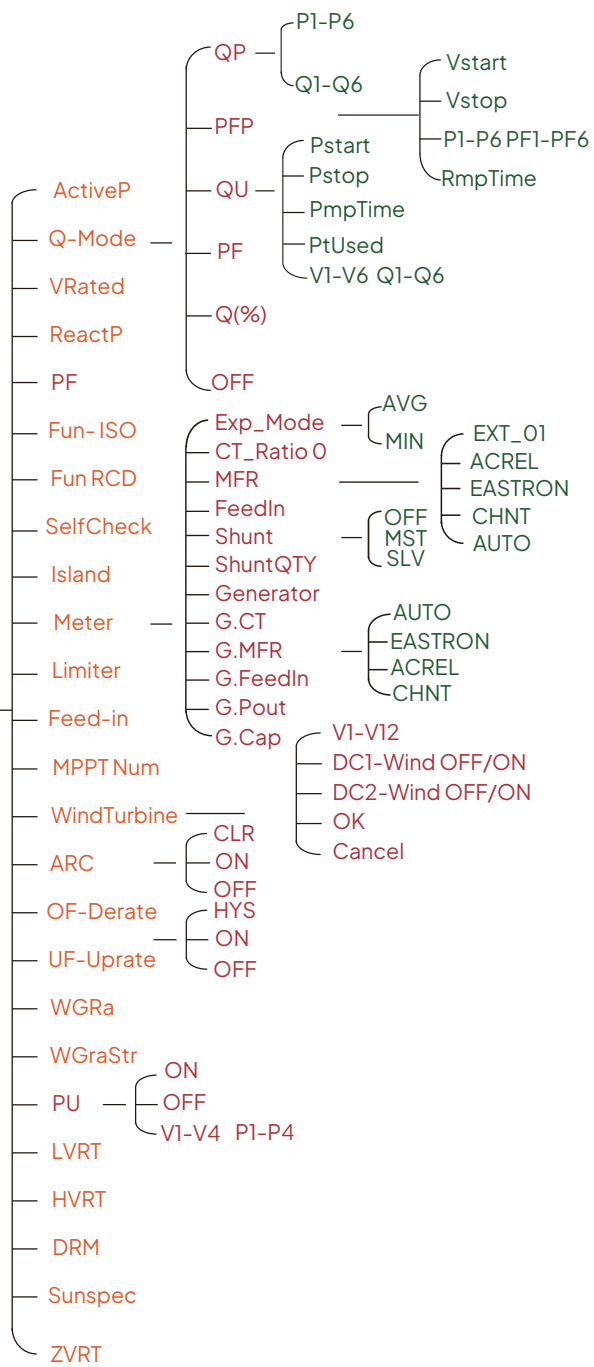 ActiveP
Q-Mode
QP
P1-P6
Q1-Q6
PFP
Vstart
Vstop
P1-P6 PF1-PF6
RmpTime
QU
Pstart
Pstop
PmpTime
PtUsed
V1-V6 Q1-Q6
PF
Q(%)
OFF
VRated
ReactP
PF
Fun- ISO
Fun RCD
SelfCheck
Island
Meter
Exp_Mode
AVG
MIN
CT_Ratio 0
MFR
EXT_01
ACREL
EASTRON
CHNT
AUTO
FeedIn
Shunt
OFF
MST
SLV
ShuntQTY
Generator
G.CT
G.MFR
AUTO
EASTRON
ACREL
CHNT
G.FeedIn
G.Pout
G.Cap
Limiter
Feed-in
MPPT Num
WindTurbine
V1-V12
DC1-Wind OFF/ON
DC2-Wind OFF/ON
OK
Cancel
ARC
CLR
ON
OFF
OF-Derate
UF-Uprate
HYS
ON
OFF
WGRa
WGraStr
PU
ON
OFF
V1-V4 P1-P4
LVRT
HVRT
DRM
Sunspec
ZVRT